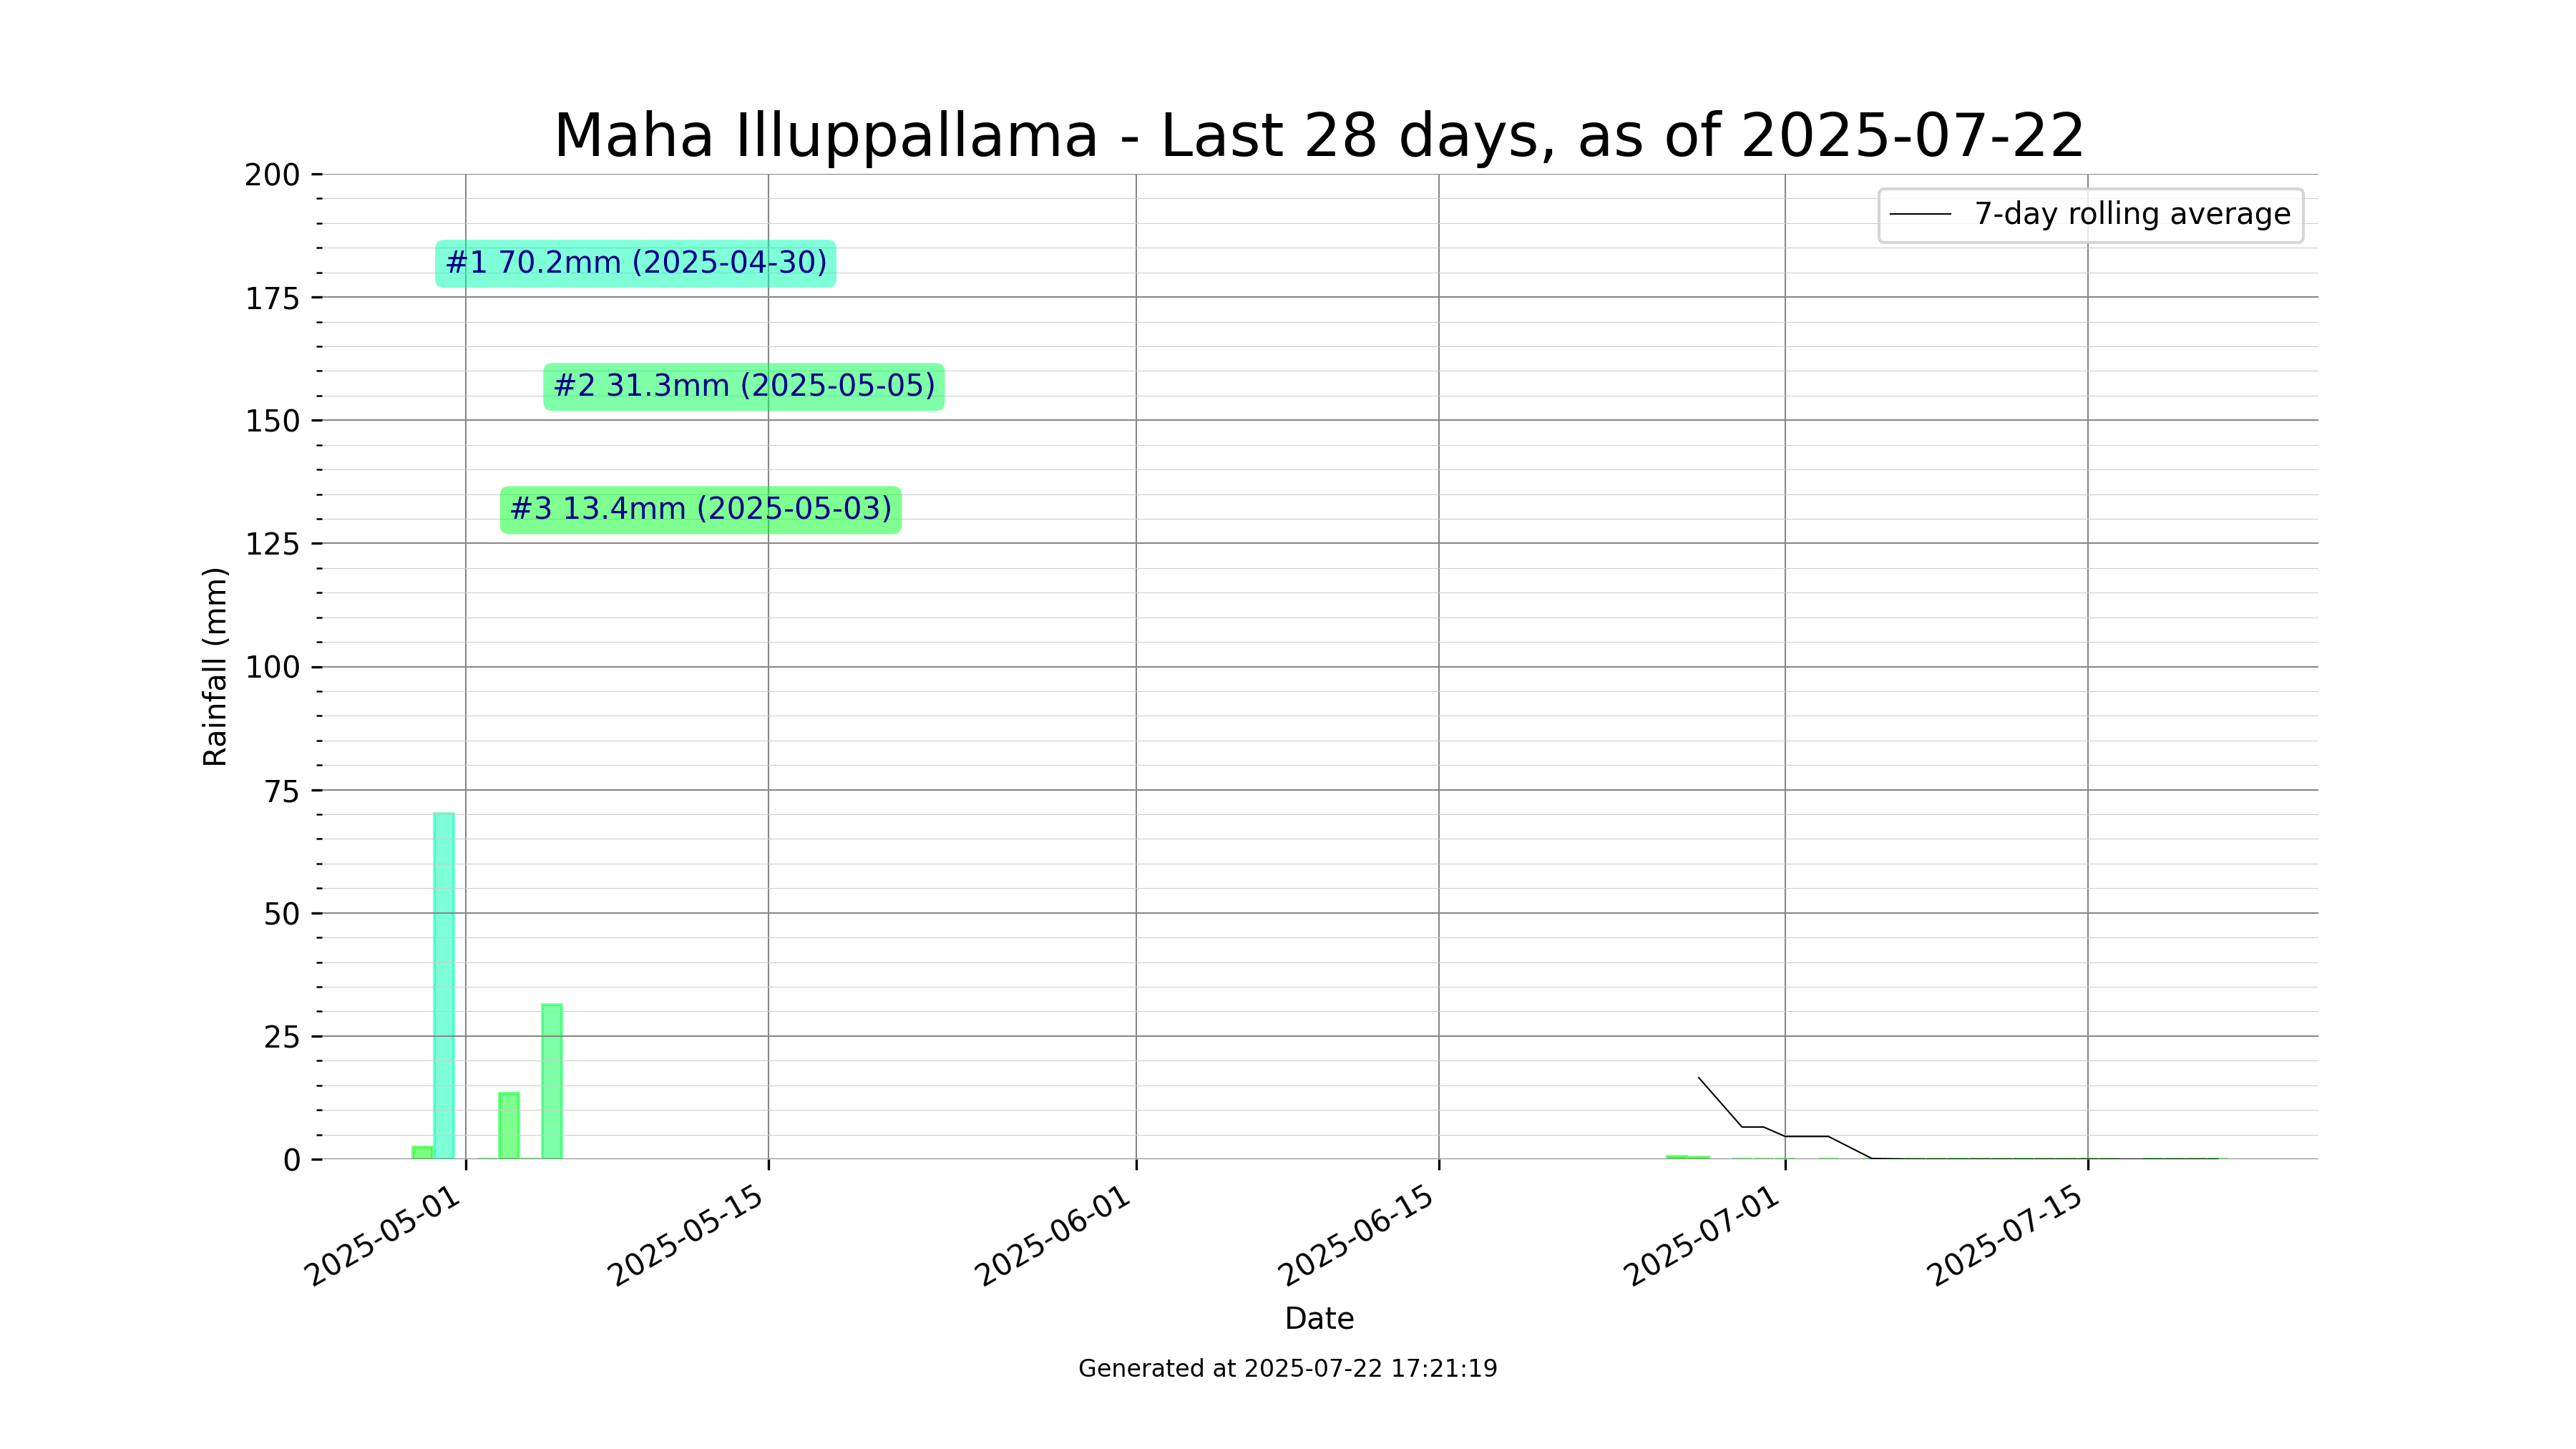 Maha Illuppallama - Last 28 days, as of 2025-07-22
200
175
150
125
100
75
50
25
0
Rainfall (mm)
7-day rolling average
#1 70.2mm (2025-04-30)
#2 31.3mm (2025-05-05)
#3 13.4mm (2025-05-03)
2025-05-01
2025-05-15
2025-06-01
2025-06-15
2025-07-01
2025-07-15
Date
Generated at 2025-07-22 17:21:19